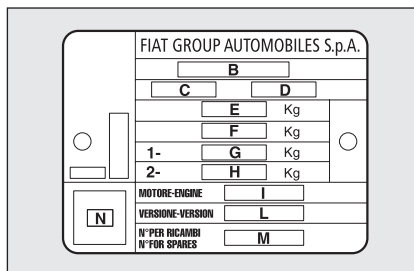 FIAT GROUP AUTOMOBILES S.p.A.
B
C D
E Kg
F Kg
1- G Kg
2- H Kg
MOTORE-ENGINE I
VERSIONE-VERSION L
N
N°PER RICAMBI
N°FOR SPARES M